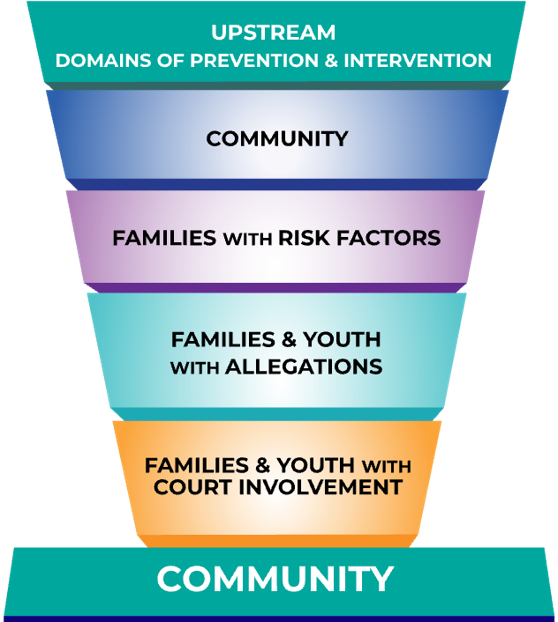 UPSTREAM
DOMAINS OF PREVENTION & INTERVENTION
COMMUNITY
FAMILIES WITH RISK FACTORS
FAMILIES & YOUTH
WITH ALLEGATIONS
FAMILIES & YOUTH WITH
COURT INVOLVEMENT
COMMUNITY